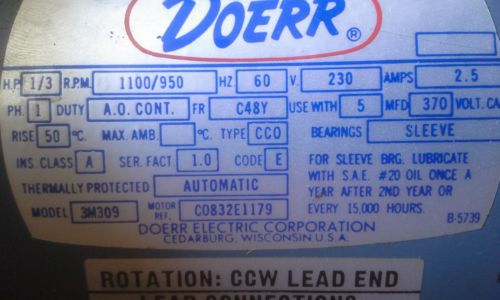 DOERR ®
H.P. 1/3 R.P.M. 1100/950 HZ 60 V. 230 AMPS 2.5
PH. 1 DUTY A.O. CONT. FR C48Y USE WITH 5 MFD 370 VOLT. CA
RISE 50 °C. MAX. AMB. °C. TYPE CCO BEARINGS SLEEVE
INS. CLASS A SER. FACT 1.0 CODE E
THERMALLY PROTECTED AUTOMATIC
MODEL 3M309 MOTOR REF. C0832E1179
FOR SLEEVE BRG. LUBRICATE
WITH S.A.E. #20 OIL ONCE A
YEAR AFTER 2ND YEAR OR
EVERY 15,000 HOURS.
B-5739
DOERR ELECTRIC CORPORATION
CEDARBURG, WISCONSIN U.S.A.
ROTATION: CCW LEAD END
LEAD CONNECTIONS